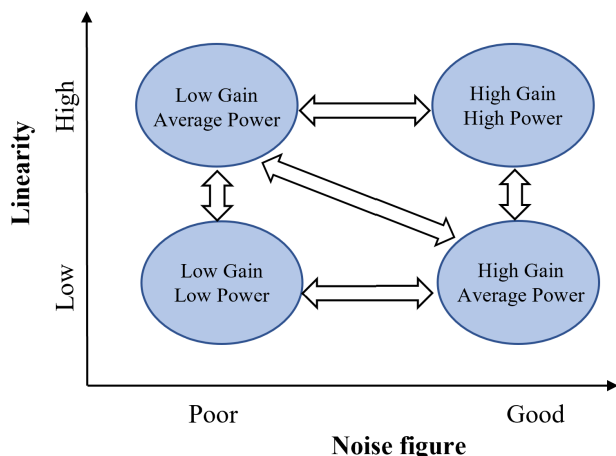 Linearity
High
Low
Low Gain
Average Power
High Gain
High Power
Low Gain
Low Power
High Gain
Average Power
Poor
Good
Noise figure